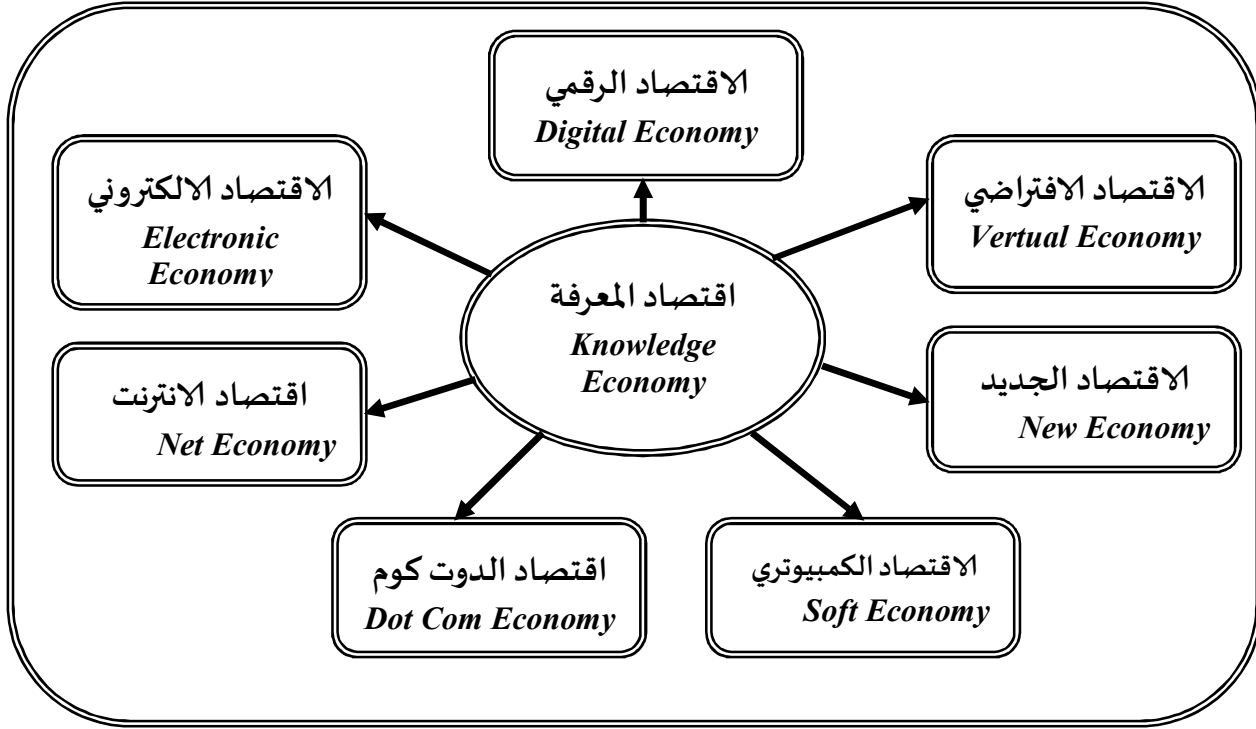 الاقتصاد الرقمي
Digital Economy
الاقتصاد الافتراضي
Vertual Economy
الاقتصاد الالكتروني
Electronic
Economy
اقتصاد المعرفة
Knowledge
Economy
الاقتصاد الجديد
New Economy
اقتصاد الانترنت
Net Economy
الاقتصاد الكمبيوتري
Soft Economy
اقتصاد الدوت كوم
Dot Com Economy